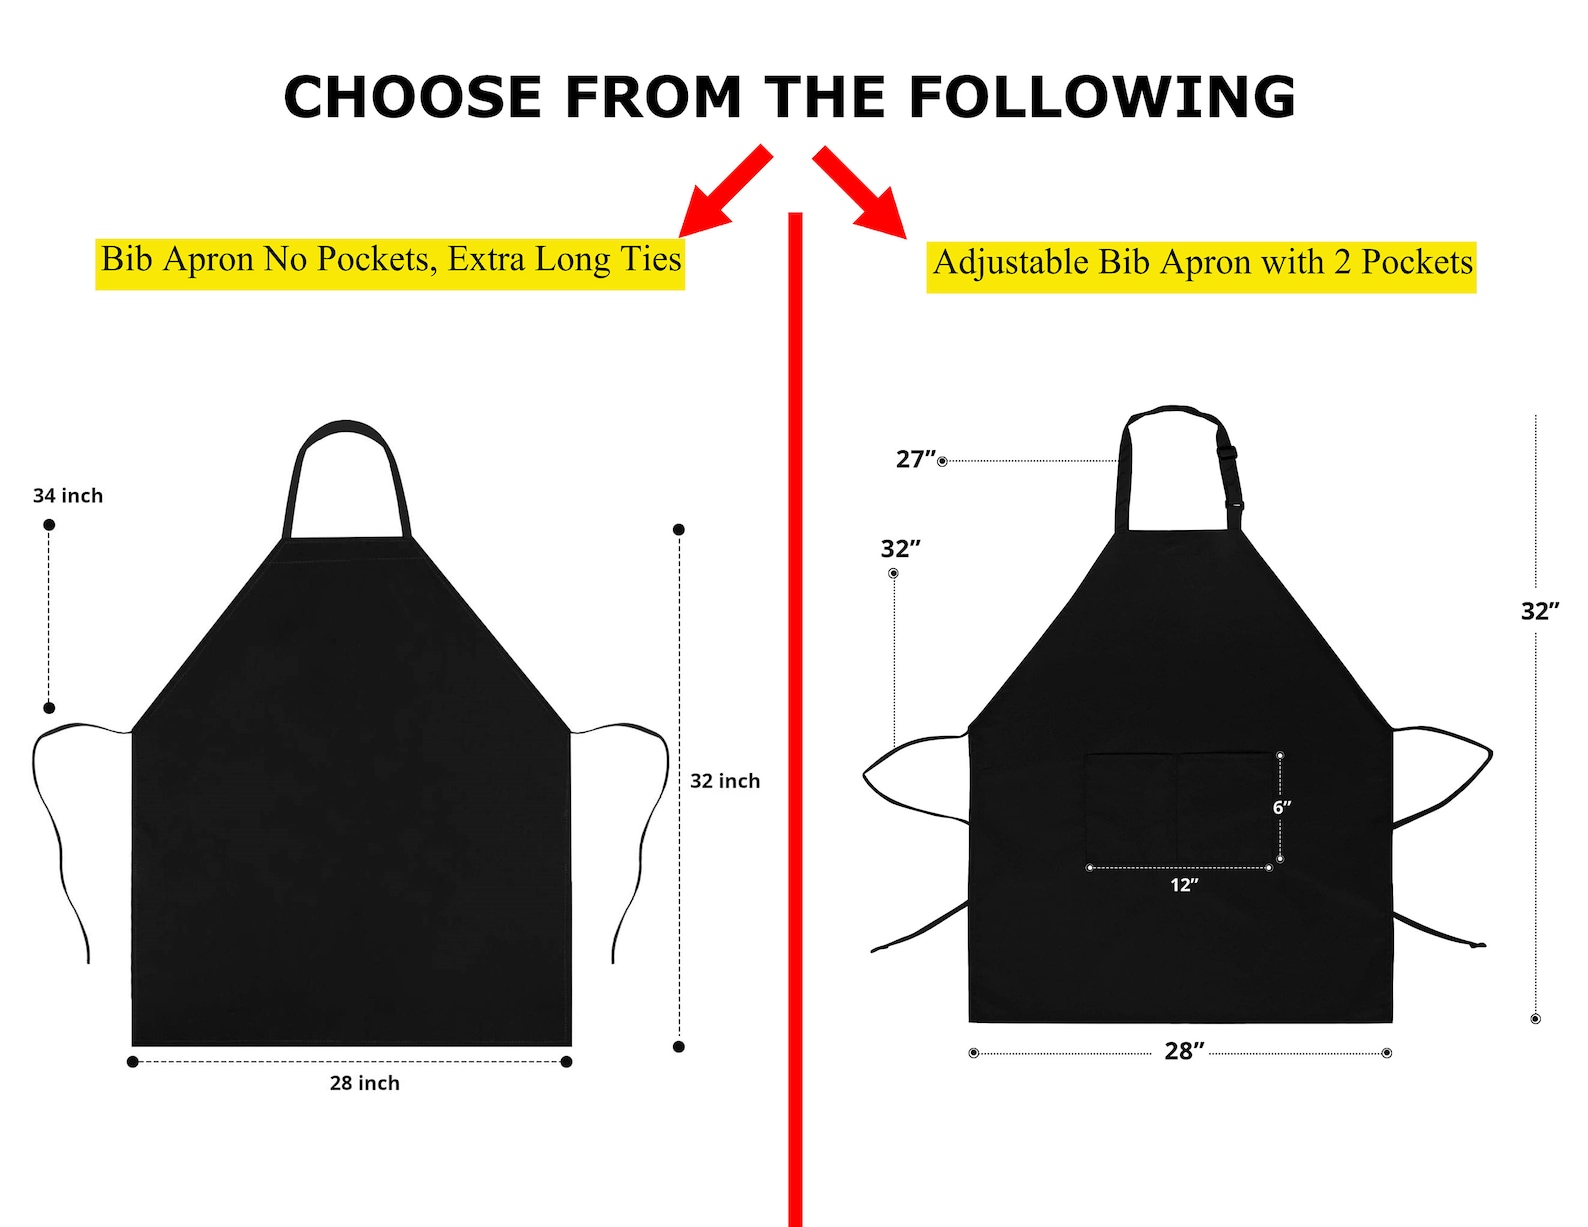 CHOOSE FROM THE FOLLOWING
Bib Apron No Pockets, Extra Long Ties
34 inch
32 inch
28 inch
Adjustable Bib Apron with 2 Pockets
27”
32”
32”
6”
12”
28”